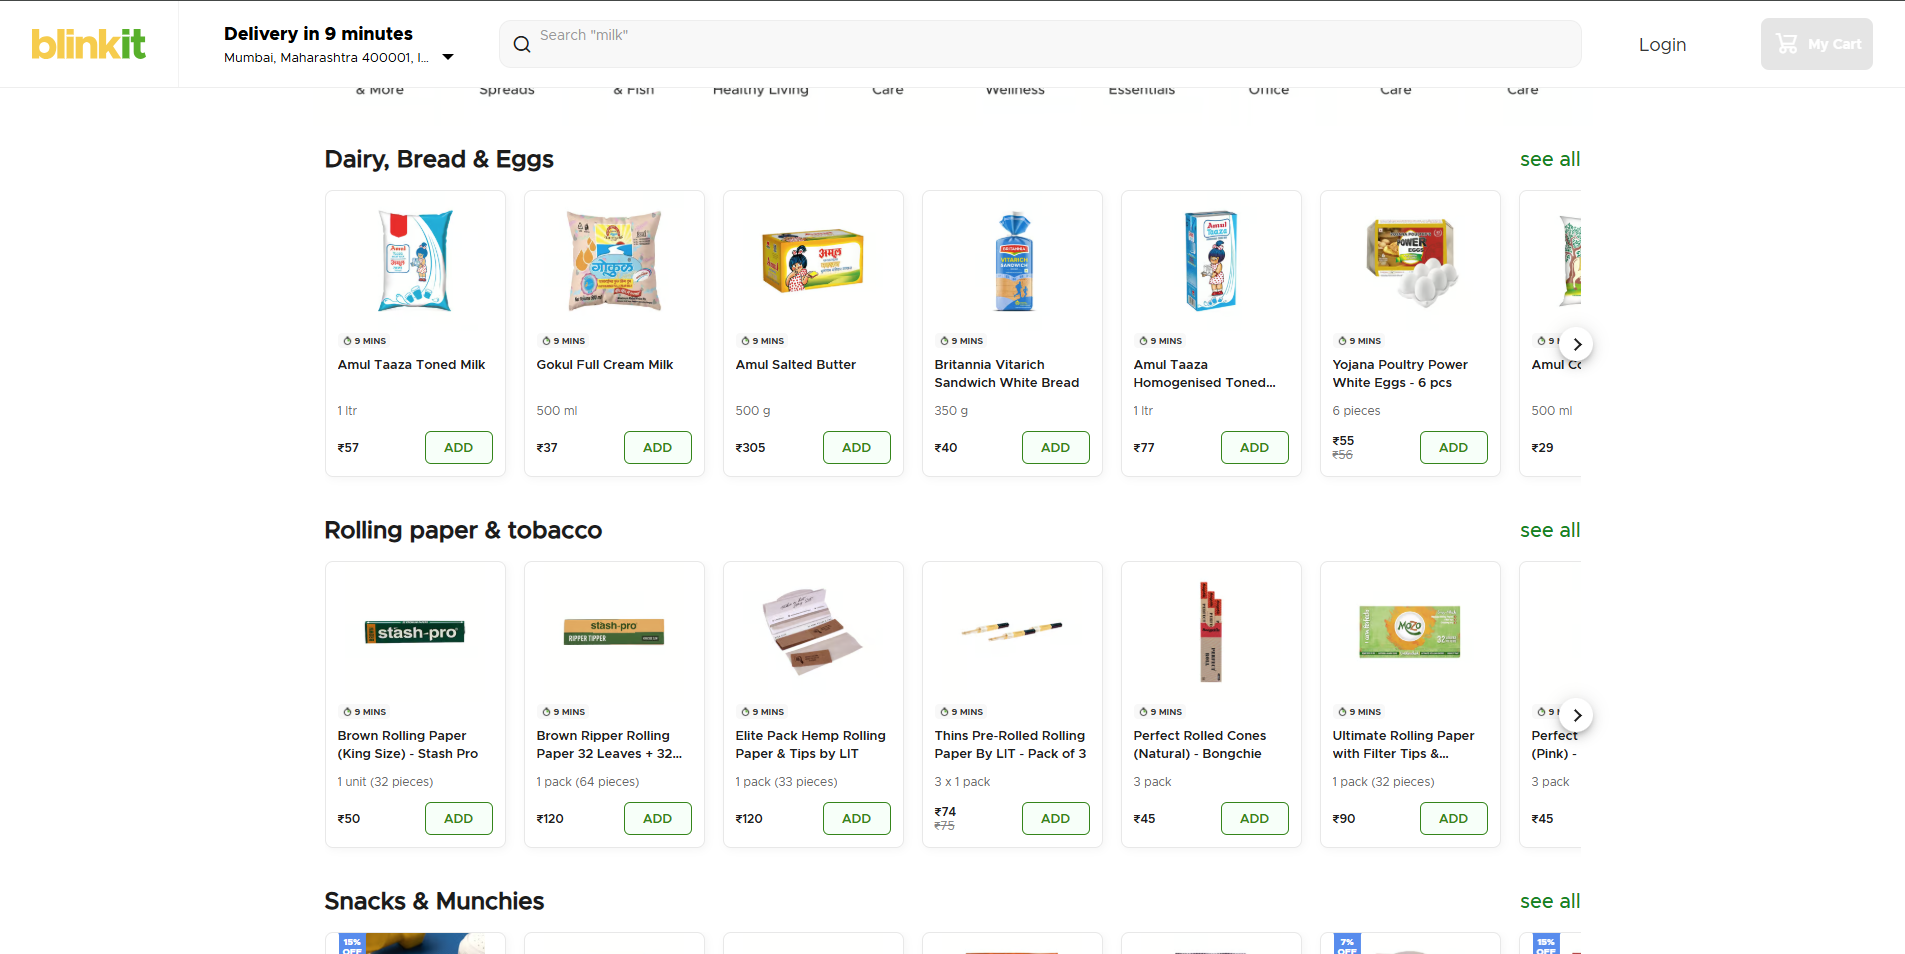 blinkit
Delivery in 9 minutes
Mumbai, Maharashtra 400001, I...
Search "milk"
Login
My Cart
& More
Spreads
& Fish
Healthy Living
Care
Wellness
Essentials
Office
Care
Care
Dairy, Bread & Eggs
see all
9 MINS
Amul Taaza Toned Milk
1 ltr
₹57
ADD
9 MINS
Gokul Full Cream Milk
500 ml
₹37
ADD
9 MINS
Amul Salted Butter
500 g
₹305
ADD
9 MINS
Britannia Vitarich
Sandwich White Bread
350 g
₹40
ADD
9 MINS
Amul Taaza
Homogenised Toned...
1 ltr
₹77
ADD
9 MINS
Yojana Poultry Power
White Eggs - 6 pcs
6 pieces
₹55
₹56
ADD
9
Amul
500 ml
₹29
Rolling paper & tobacco
see all
stash-pro
9 MINS
Brown Rolling Paper
(King Size) - Stash Pro
1 unit (32 pieces)
₹50
ADD
stash-pro
RIPPER TIPPER
9 MINS
Brown Ripper Rolling
Paper 32 Leaves + 32...
1 pack (64 pieces)
₹120
ADD
9 MINS
Elite Pack Hemp Rolling
Paper & Tips by LIT
1 pack (33 pieces)
₹120
ADD
9 MINS
Thins Pre-Rolled Rolling
Paper By LIT - Pack of 3
3 x 1 pack
₹74
₹75
ADD
9 MINS
Perfect Rolled Cones
(Natural) - Bongchie
3 pack
₹45
ADD
9 MINS
Ultimate Rolling Paper
with Filter Tips &...
1 pack (32 pieces)
₹90
ADD
9
Perfect
(Pink) -
3 pack
₹45
Snacks & Munchies
see all
15%
OFF
7%
OFF
15%
OFF